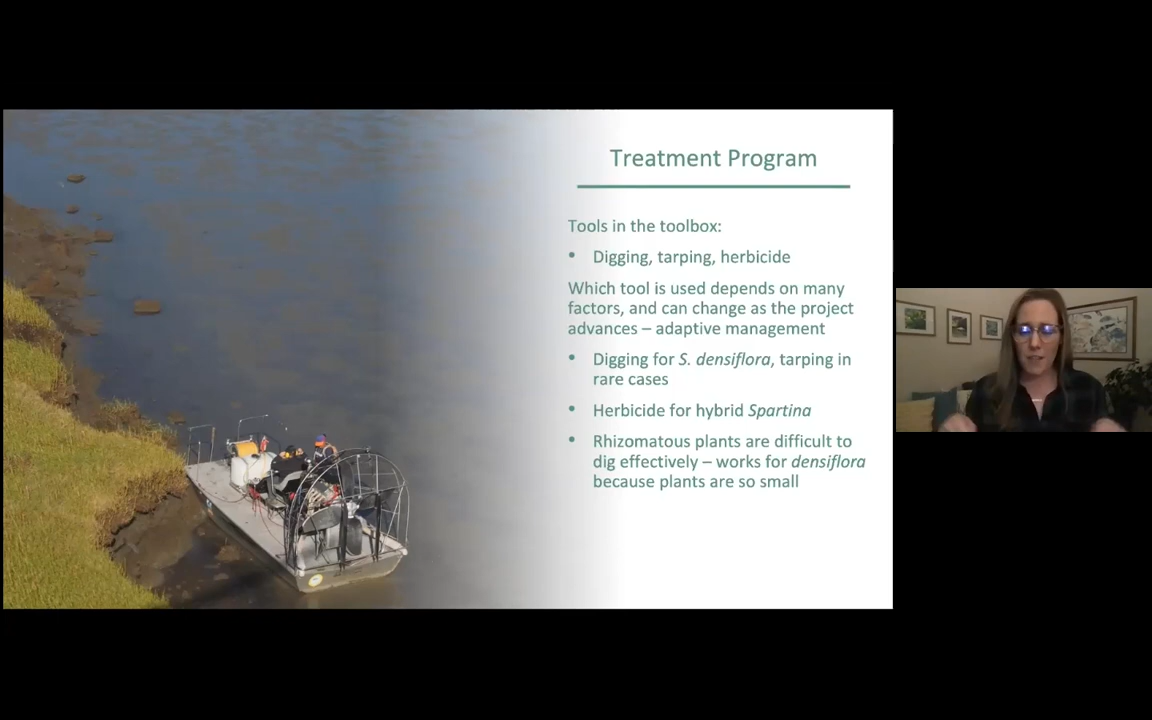 Treatment Program
Tools in the toolbox:
• Digging, tarping, herbicide
Which tool is used depends on many
factors, and can change as the project
advances – adaptive management
• Digging for S. densiflora, tarping in
rare cases
• Herbicide for hybrid Spartina
• Rhizomatous plants are difficult to
dig effectively – works for densiflora
because plants are so small